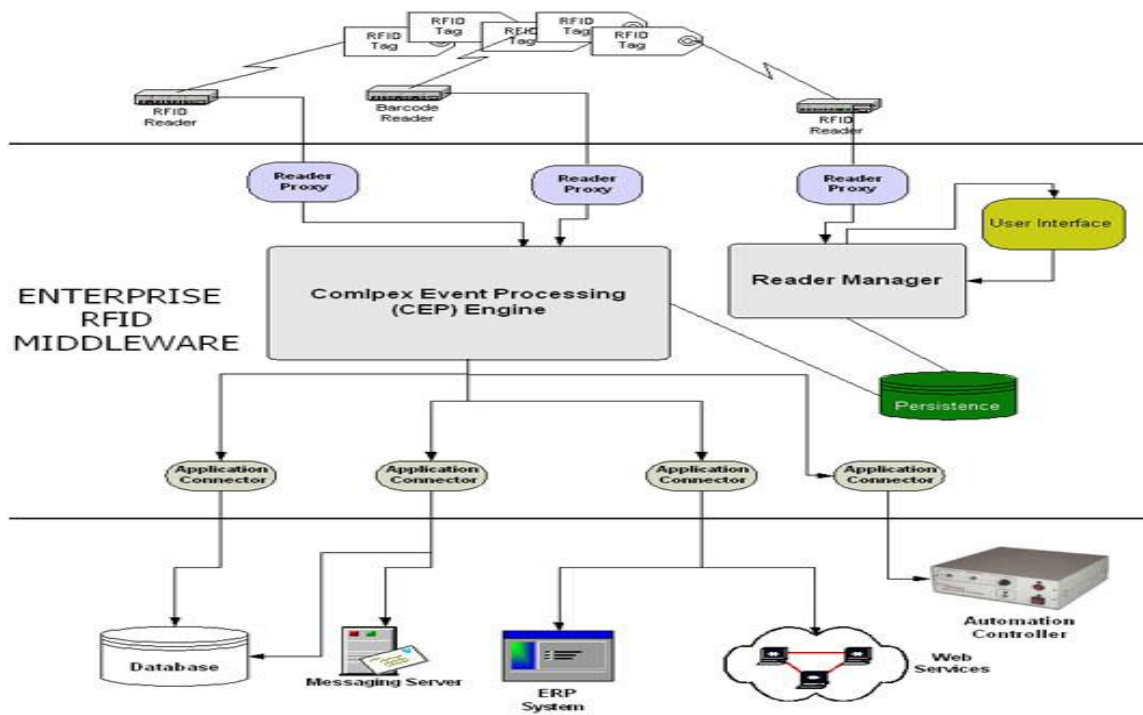 RFID
Tag
RFID
Tag
RFID
Tag
RFID
Tag
RFID
Tag
RFID
Reader
Barcode
Reader
RFID
Reader
Reader
Proxy
Reader
Proxy
Reader
Proxy
User Interface
Comlpex Event Processing
(CEP) Engine
Reader Manager
ENTERPRISE
RFID
MIDDLEWARE
Persistence
Application
Connector
Application
Connector
Application
Connector
Application
Connector
Automation
Controller
Database
Messaging Server
ERP
System
Web
Services